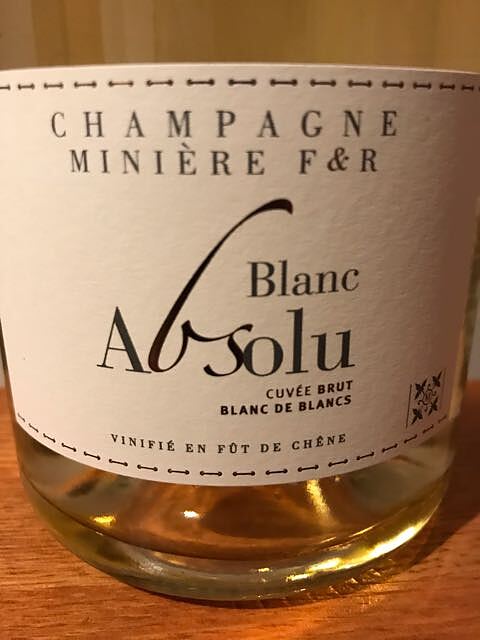 CHAMPAGNE
MINIÈRE F&R
Blanc
Absolu
CUVÉE BRUT
BLANC DE BLANCS
VINIFIÉ EN FÛT DE CHÊNE